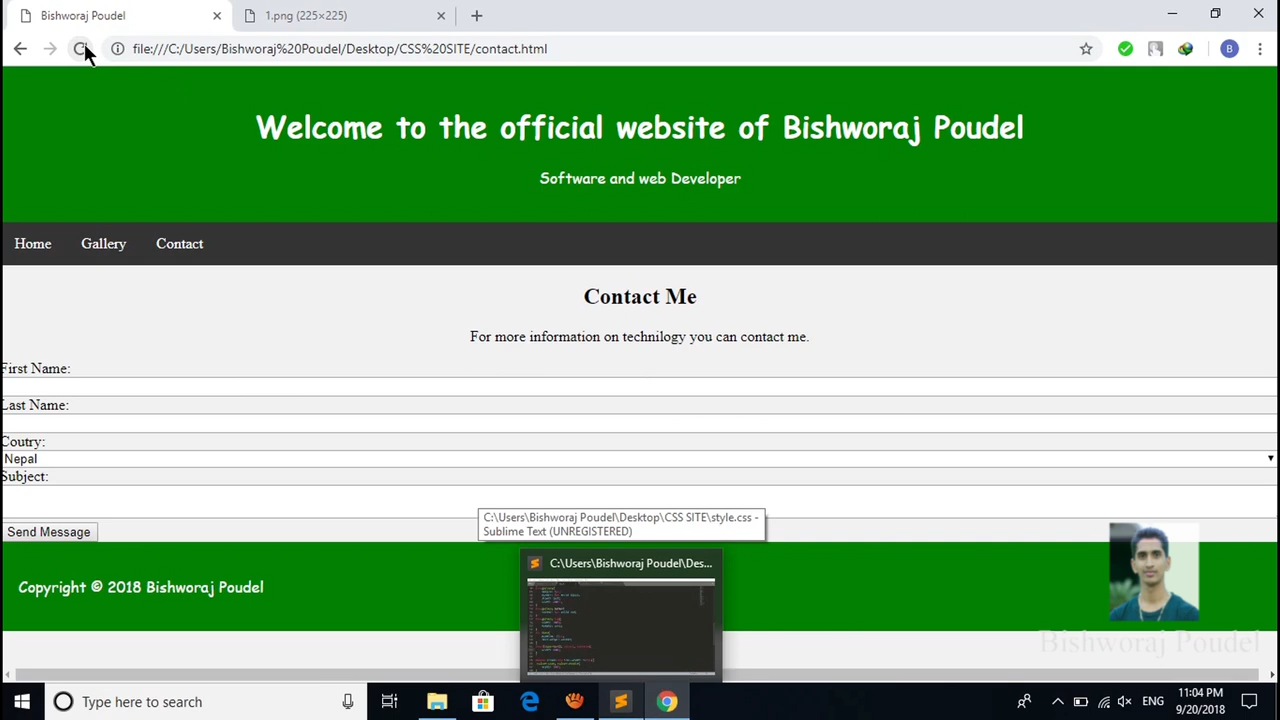 Bishworaj Poudel
1.png (225×225)
file:///C:/Users/Bishworaj%20Poudel/Desktop/CSS%20SITE/contact.html
B
Welcome to the official website of Bishworaj Poudel
Software and web Developer
Home Gallery Contact
Contact Me
For more information on technilogy you can contact me.
First Name:
Last Name:
Coutry:
Nepal
Subject:
Send Message
C:\Users\Bishworaj Poudel\Desktop\CSS SITE\style.css -
Sublime Text (UNREGISTERED)
C:\Users\Bishworaj Poudel\Des...
Copyright © 2018 Bishworaj Poudel
Bishworaj Poudel
Type here to search
ENG
11:04 PM
9/20/2018